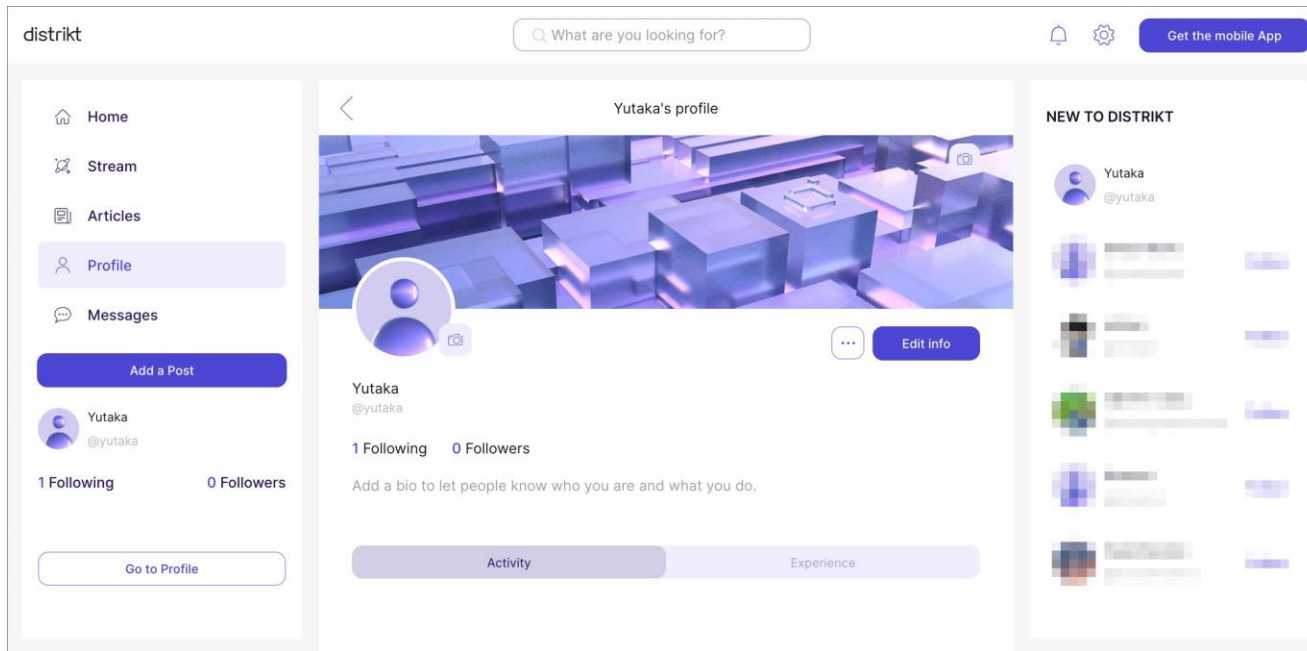 distrikt
What are you looking for?
Get the mobile App
Home
Stream
Articles
Profile
Messages
Add a Post
Yutaka
@yutaka
1 Following 0 Followers
Go to Profile
Yutaka's profile
Edit info
Yutaka
@yutaka
1 Following 0 Followers
Add a bio to let people know who you are and what you do.
Activity Experience
NEW TO DISTRIKT
Yutaka
@yutaka